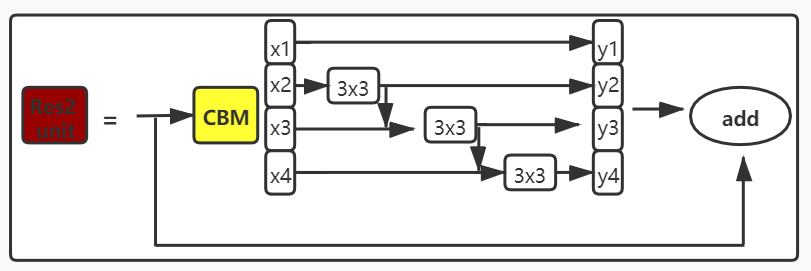 Res2
unit
=
CBM
x1
x2
x3
x4
3x3
3x3
3x3
y1
y2
y3
y4
add